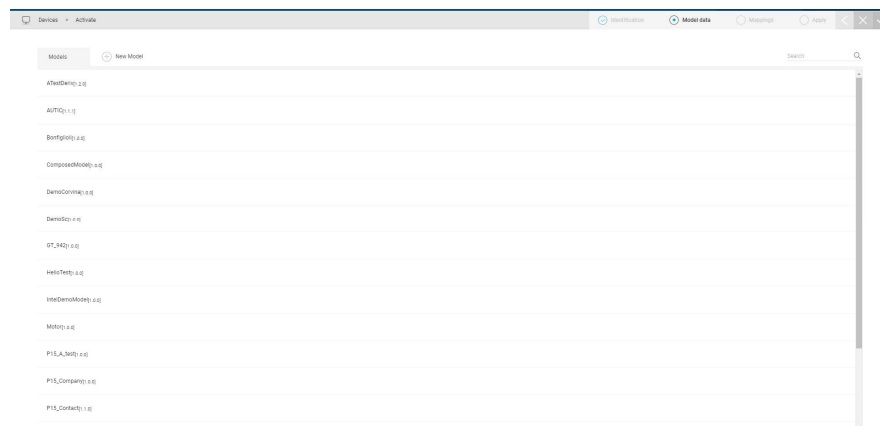 Devices • Activate
Identification Model data Mappings Apply
Models New Model Search
ATestDeriv[1.2.0]
AUTIC[1.1.1]
Bonfiglioli[1.0.0]
ComposedModel[1.0.0]
DemoCorvina[1.0.0]
DemoSc[1.0.0]
GT_942[1.0.0]
HelloTest[1.0.0]
IntelDemoModel[1.0.0]
Motor[1.0.0]
P15_A_test[1.0.0]
P15_Company[1.0.0]
P15_Contact[1.1.0]